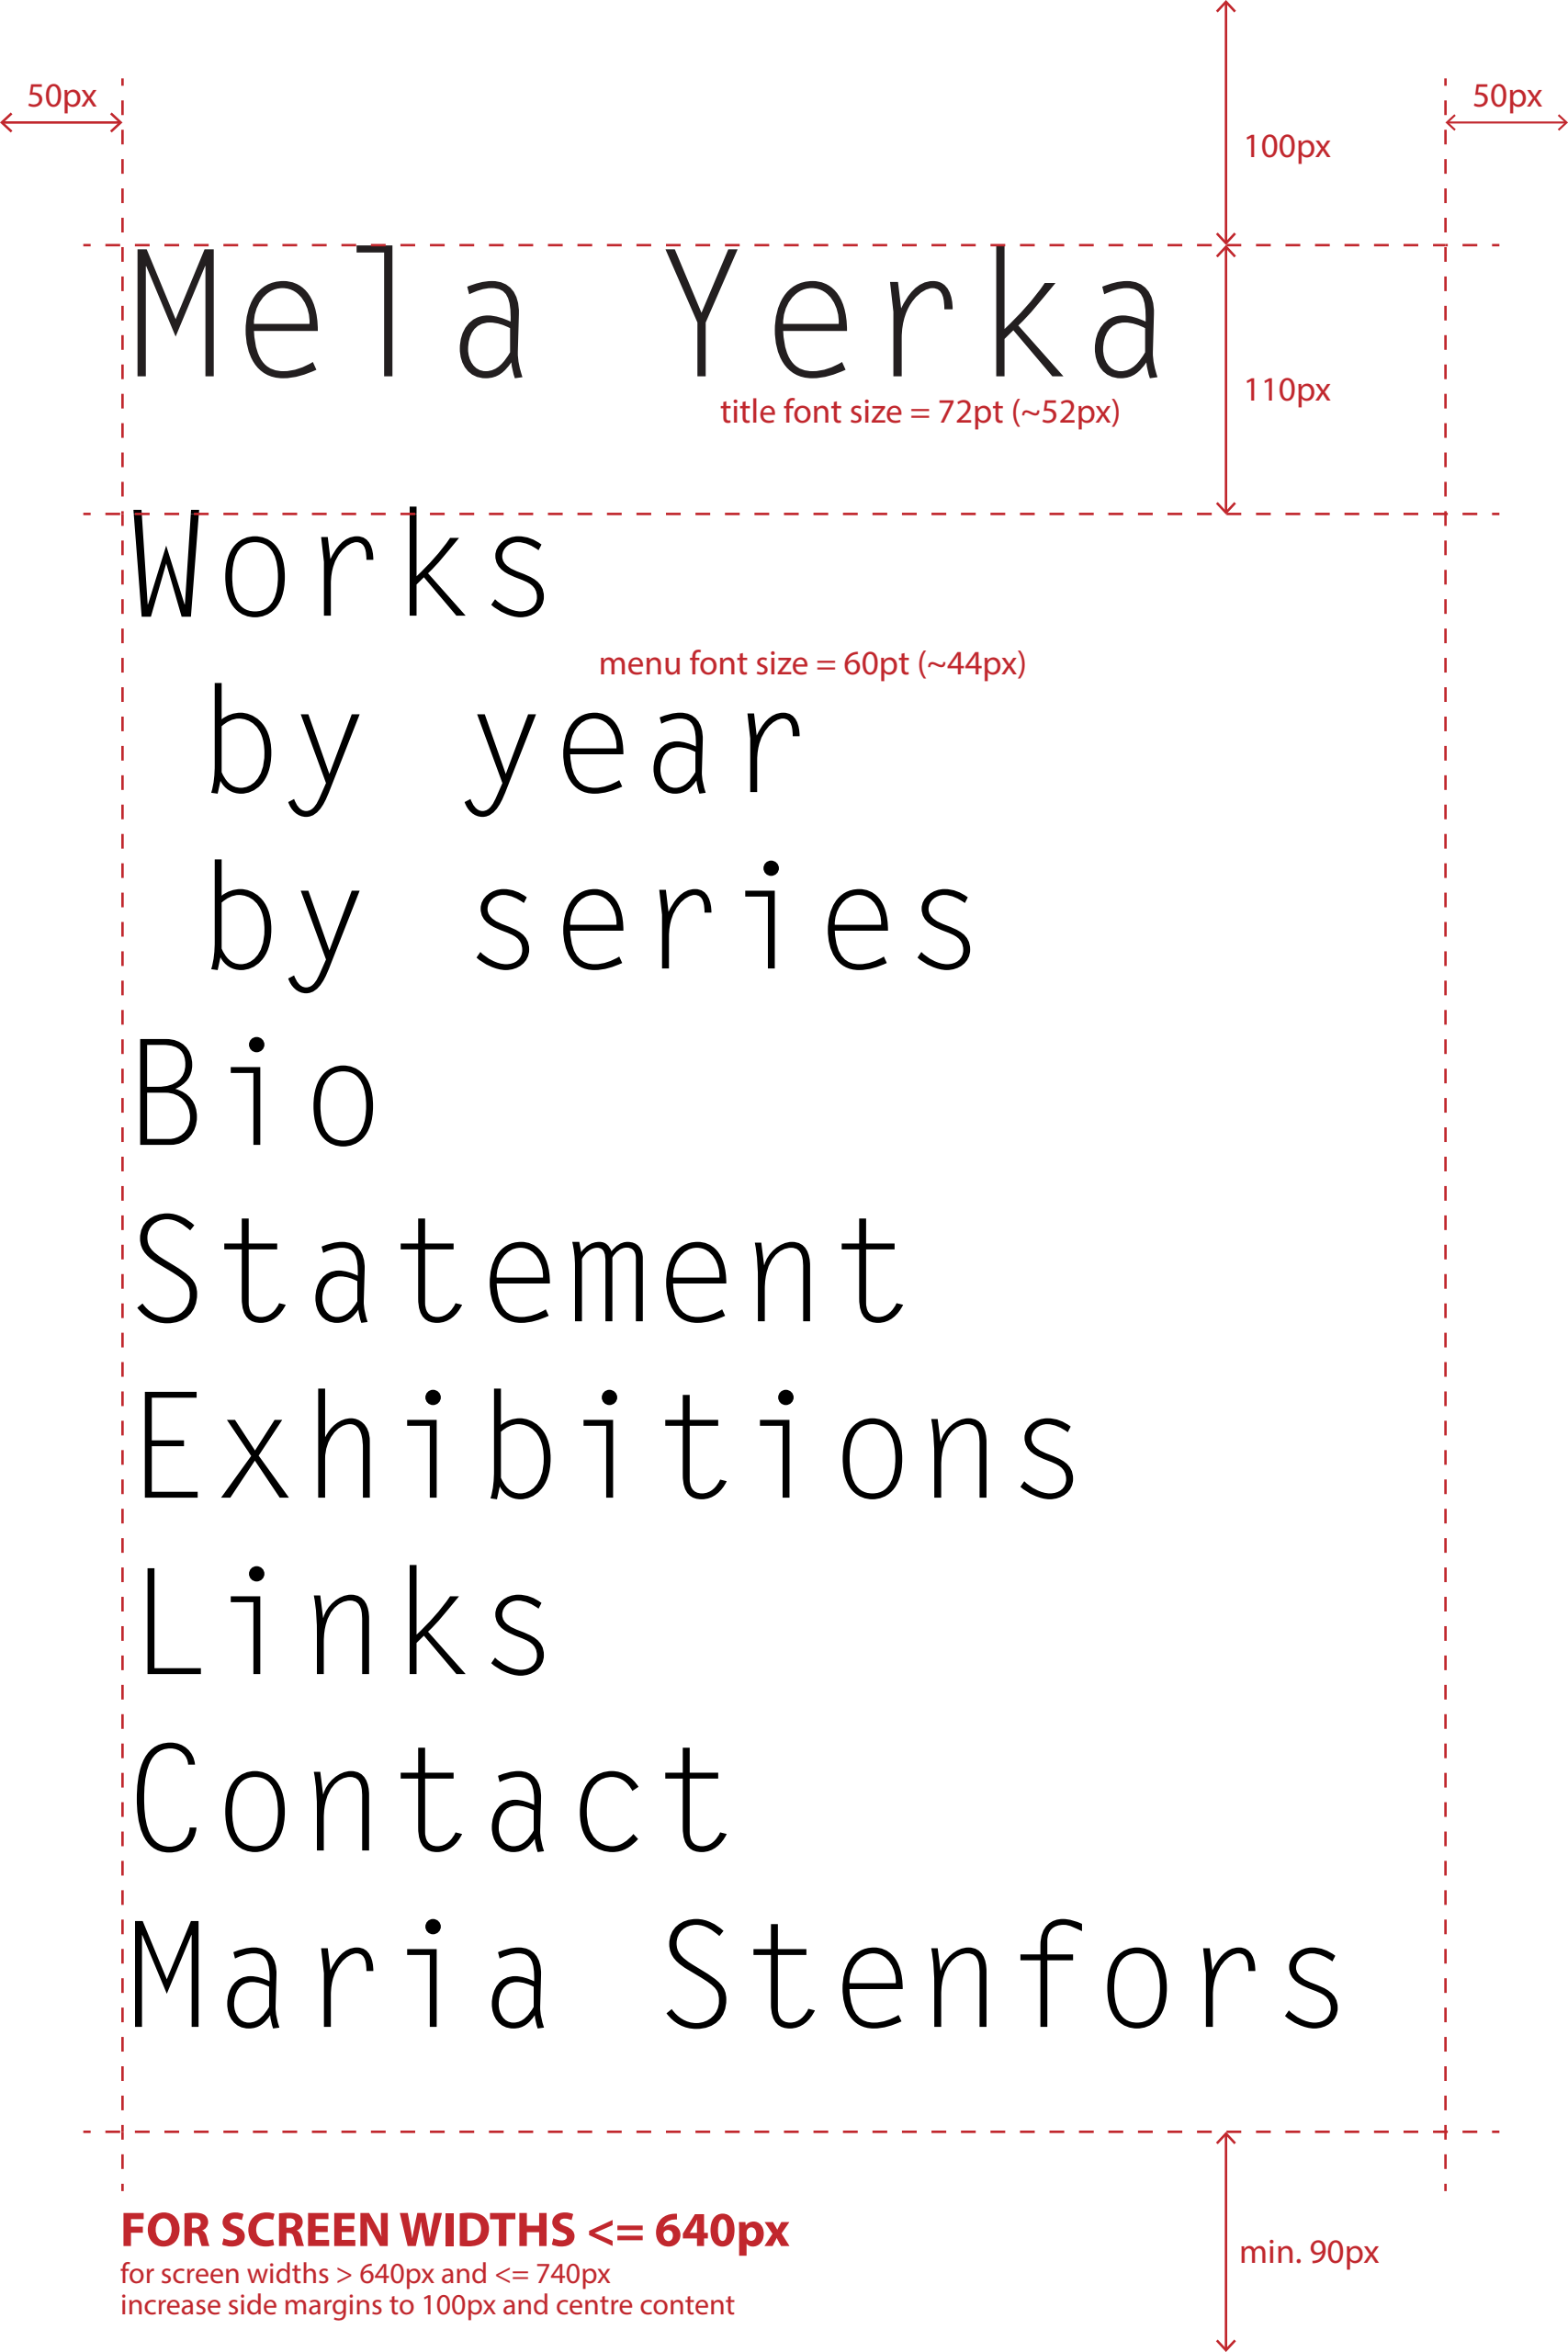 50px
50px
100px
Mela Yerka
110px
title font size = 72pt (~52px)
Works
menu font size = 60pt (~44px)
by year
by series
Bio
Statement
Exhibitions
Links
Contact
Maria Stenfors
FOR SCREEN WIDTHS <= 640px
min. 90px
for screen widths > 640px and <= 740px
increase side margins to 100px and centre content